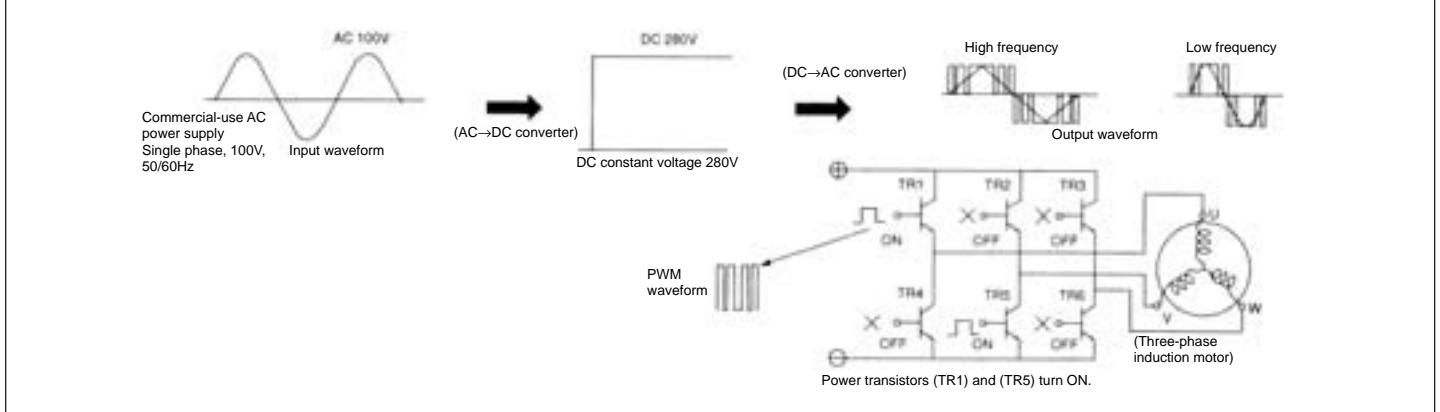 AC 100V
Commercial-use AC
power supply
Single phase, 100V,
50/60Hz
Input waveform
(AC→DC converter)
DC 280V
DC constant voltage 280V
(DC→AC converter)
High frequency
Low frequency
Output waveform
TR1
TR2
TR3
ON
OFF
OFF
PWM
waveform
TR4
TR5
TR6
OFF
ON
OFF
U
V
W
(Three-phase
induction motor)
Power transistors (TR1) and (TR5) turn ON.